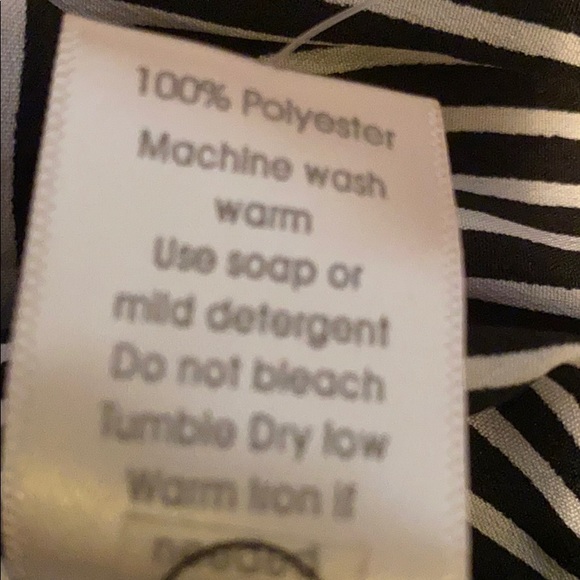 100% Polyester
Machine wash
warm
Use soap or
mild detergent
Do not bleach
Tumble Dry low
Warm Iron if
needed